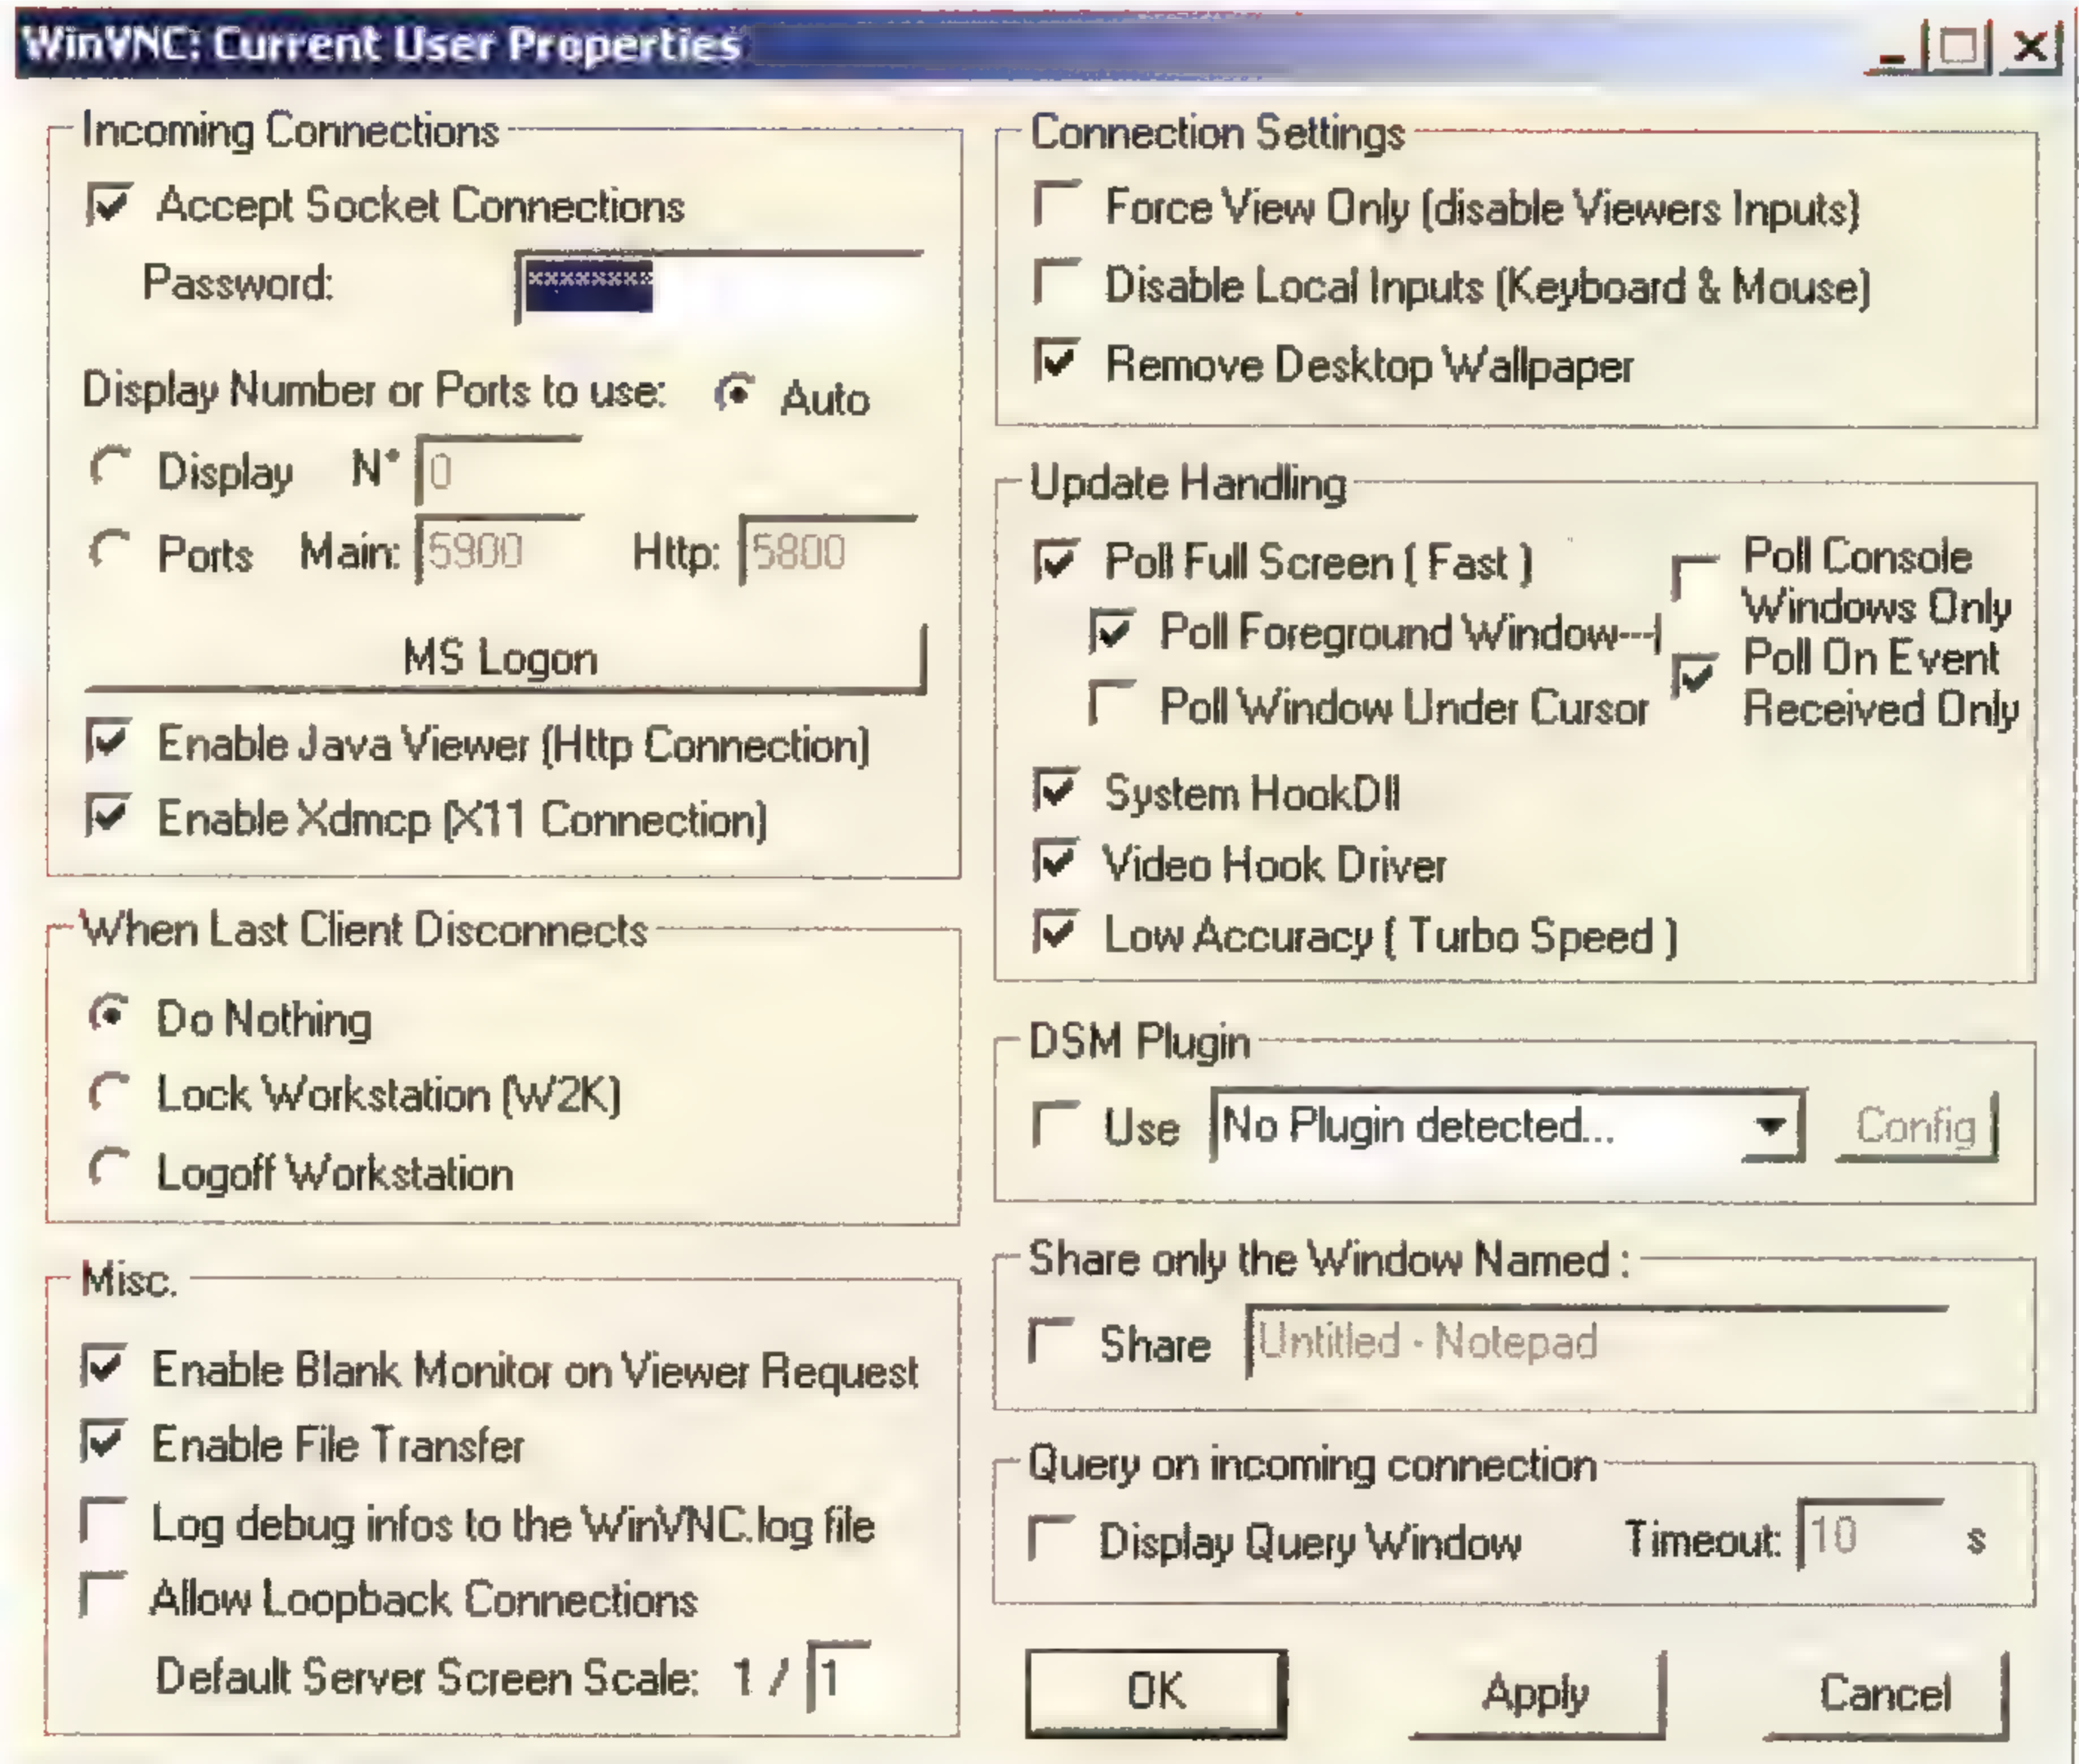 WinVNC: Current User Properties
Incoming Connections
Accept Socket Connections
Password: xxxxxxxx
Display Number or Ports to use: Auto
Display N° 0
Ports Main: 5900 Http: 5800
MS Logon
Enable Java Viewer (Http Connection)
Enable Xdmcp (X11 Connection)
When Last Client Disconnects
Do Nothing
Lock Workstation (W2K)
Logoff Workstation
Misc.
Enable Blank Monitor on Viewer Request
Enable File Transfer
Log debug infos to the WinVNC.log file
Allow Loopback Connections
Default Server Screen Scale: 1 / 1
Connection Settings
Force View Only (disable Viewers Inputs)
Disable Local Inputs (Keyboard & Mouse)
Remove Desktop Wallpaper
Update Handling
Poll Full Screen ( Fast )
Poll Foreground Window---|
Poll Window Under Cursor
Poll Console
Windows Only
Poll On Event
Received Only
System HookDll
Video Hook Driver
Low Accuracy ( Turbo Speed )
DSM Plugin
Use No Plugin detected... Config
Share only the Window Named :
Share Untitled - Notepad
Query on incoming connection
Display Query Window Timeout: 10 s
OK Apply Cancel